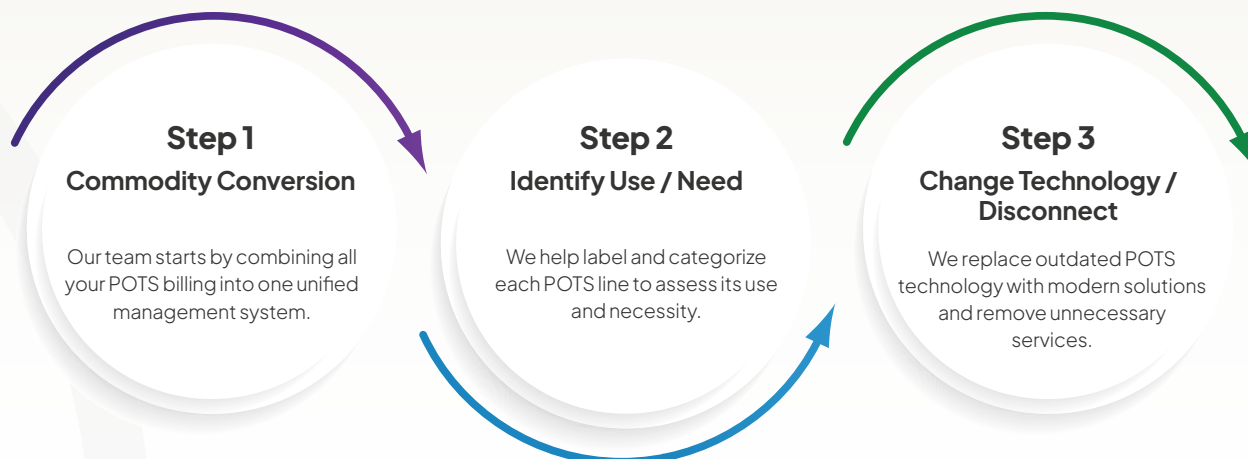 Step 1
Commodity Conversion
Our team starts by combining all
your POTS billing into one unified
management system.
Step 2
Identify Use / Need
We help label and categorize
each POTS line to assess its use
and necessity.
Step 3
Change Technology /
Disconnect
We replace outdated POTS
technology with modern solutions
and remove unnecessary
services.